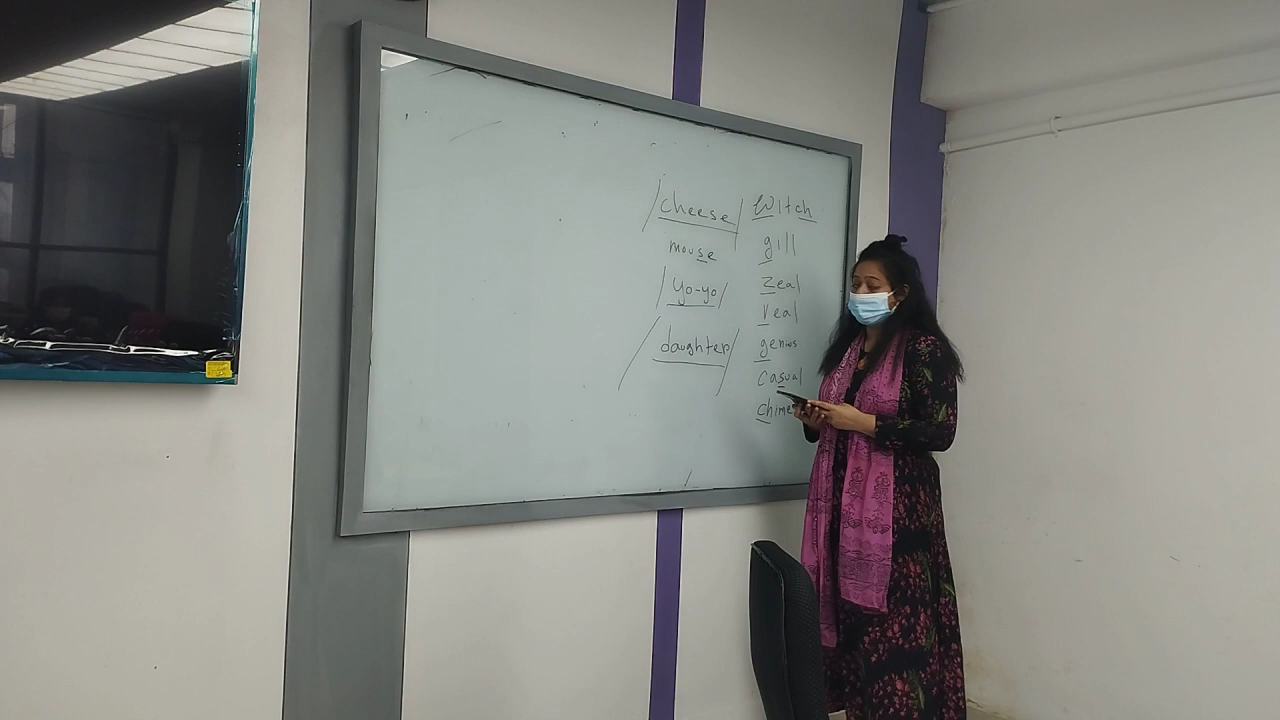 /cheese/ Witch
mouse gill
/yo-yo/ zeal
veal
/daughter/ genius
casual
chime